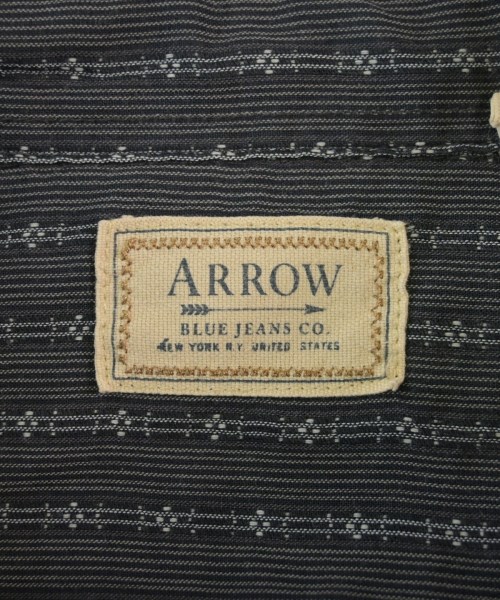 ARROW
BLUE JEANS CO.
NEW YORK N.Y. UNITED STATES